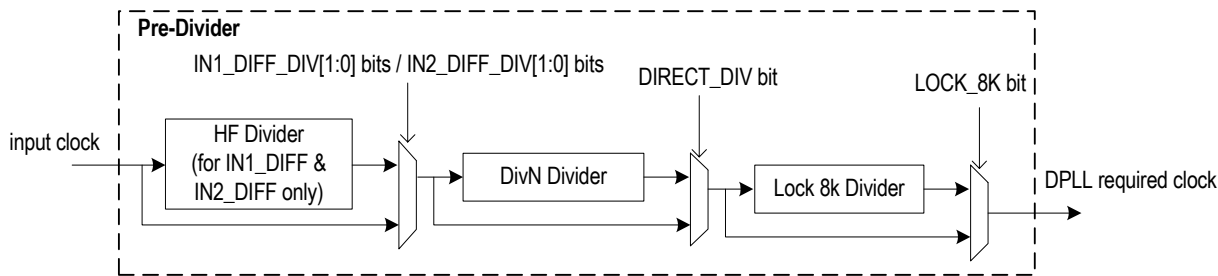 Pre-Divider
IN1_DIFF_DIV[1:0] bits / IN2_DIFF_DIV[1:0] bits
DIRECT_DIV bit
LOCK_8K bit
input clock
HF Divider
(for IN1_DIFF &
IN2_DIFF only)
DivN Divider
Lock 8k Divider
DPLL required clock